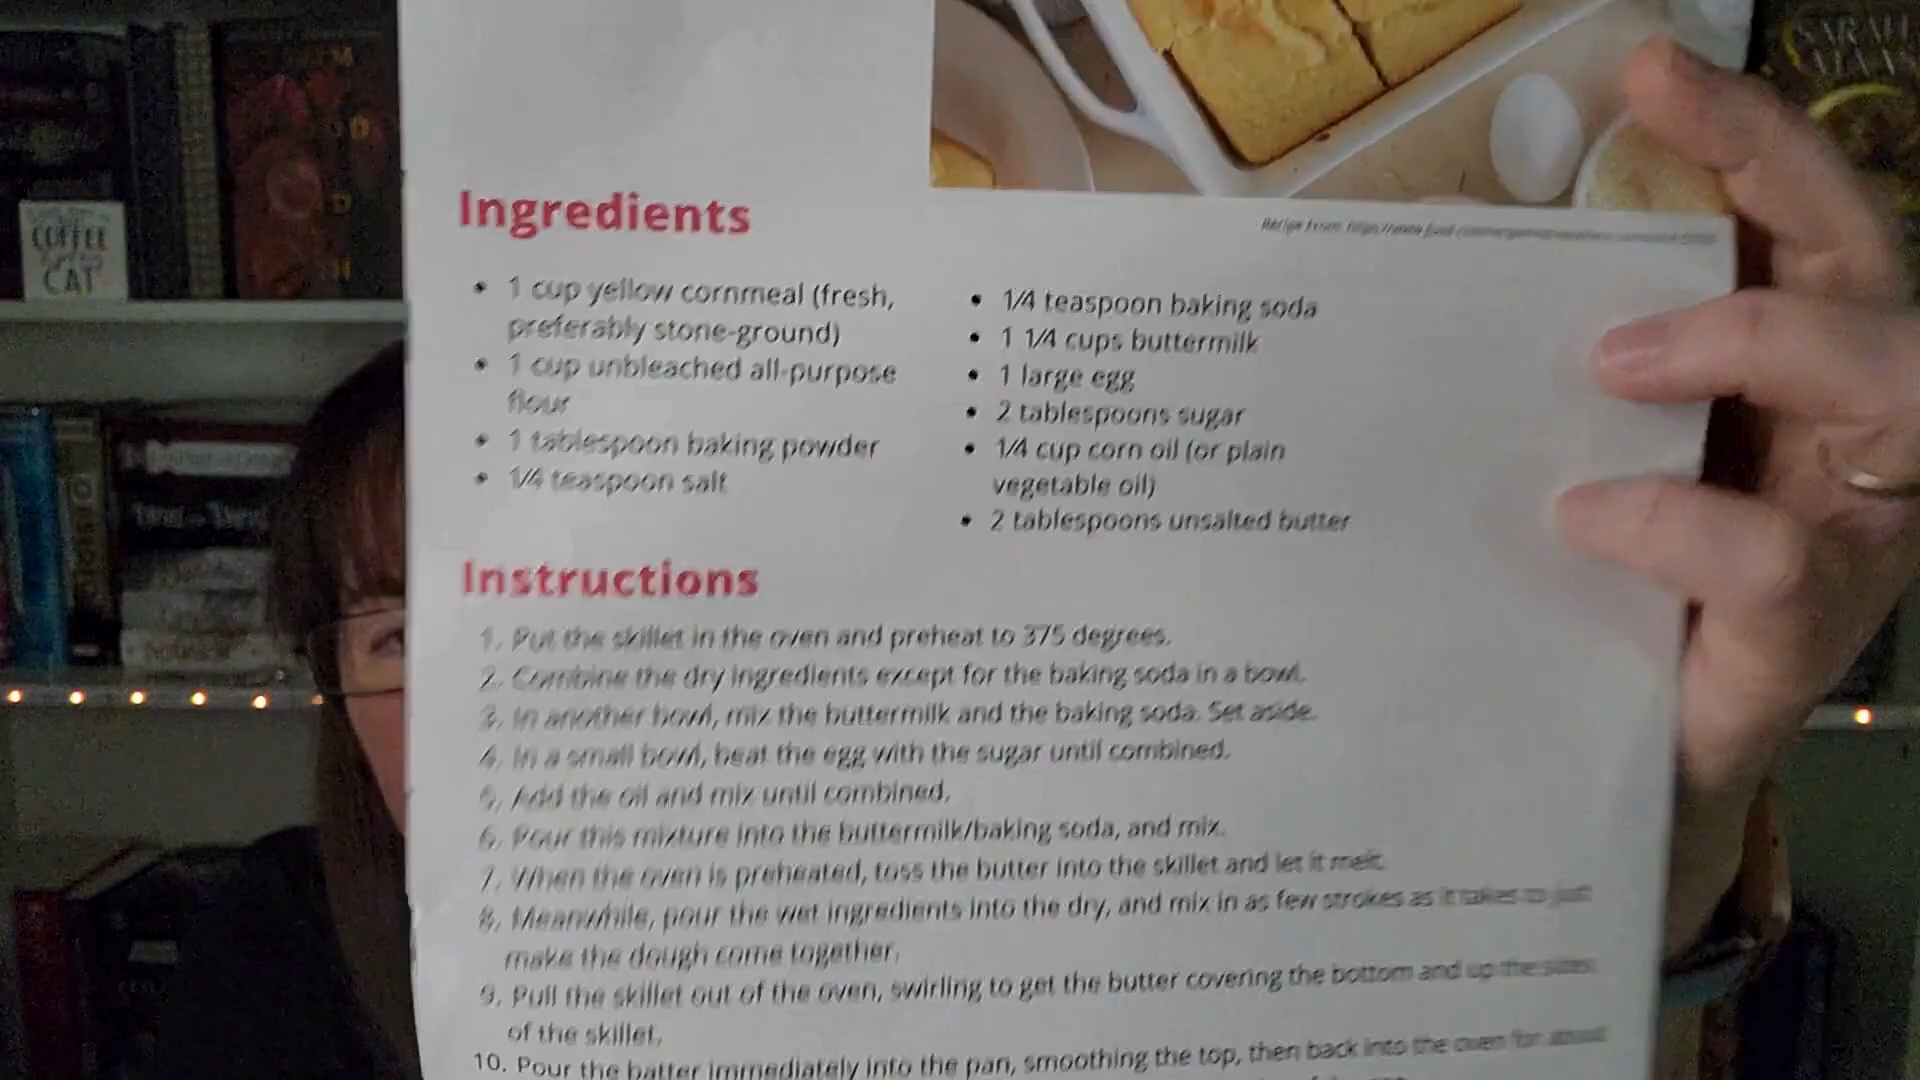 SARAH
COFFEE
CAT
Ingredients
• 1 cup yellow cornmeal (fresh,
preferably stone-ground)
• 1 cup unbleached all-purpose
flour
• 1 tablespoon baking powder
• 1/4 teaspoon salt
• 1/4 teaspoon baking soda
• 1 1/4 cups buttermilk
• 1 large egg
• 2 tablespoons sugar
• 1/4 cup corn oil (or plain
vegetable oil)
• 2 tablespoons unsalted butter
Instructions
1. Put the skillet in the oven and preheat to 375 degrees.
2. Combine the dry ingredients except for the baking soda in a bowl.
3. In another bowl, mix the buttermilk and the baking soda. Set aside.
4. In a small bowl, beat the egg with the sugar until combined.
5. Add the oil and mix until combined.
6. Pour this mixture into the buttermilk/baking soda, and mix.
7. When the oven is preheated, toss the butter into the skillet and let it melt.
8. Meanwhile, pour the wet ingredients into the dry, and mix in as few strokes as it takes to just
make the dough come together.
9. Pull the skillet out of the oven, swirling to get the butter covering the bottom and up the sides
of the skillet.
10. Pour the batter immediately into the pan, smoothing the top, then back into the oven for about